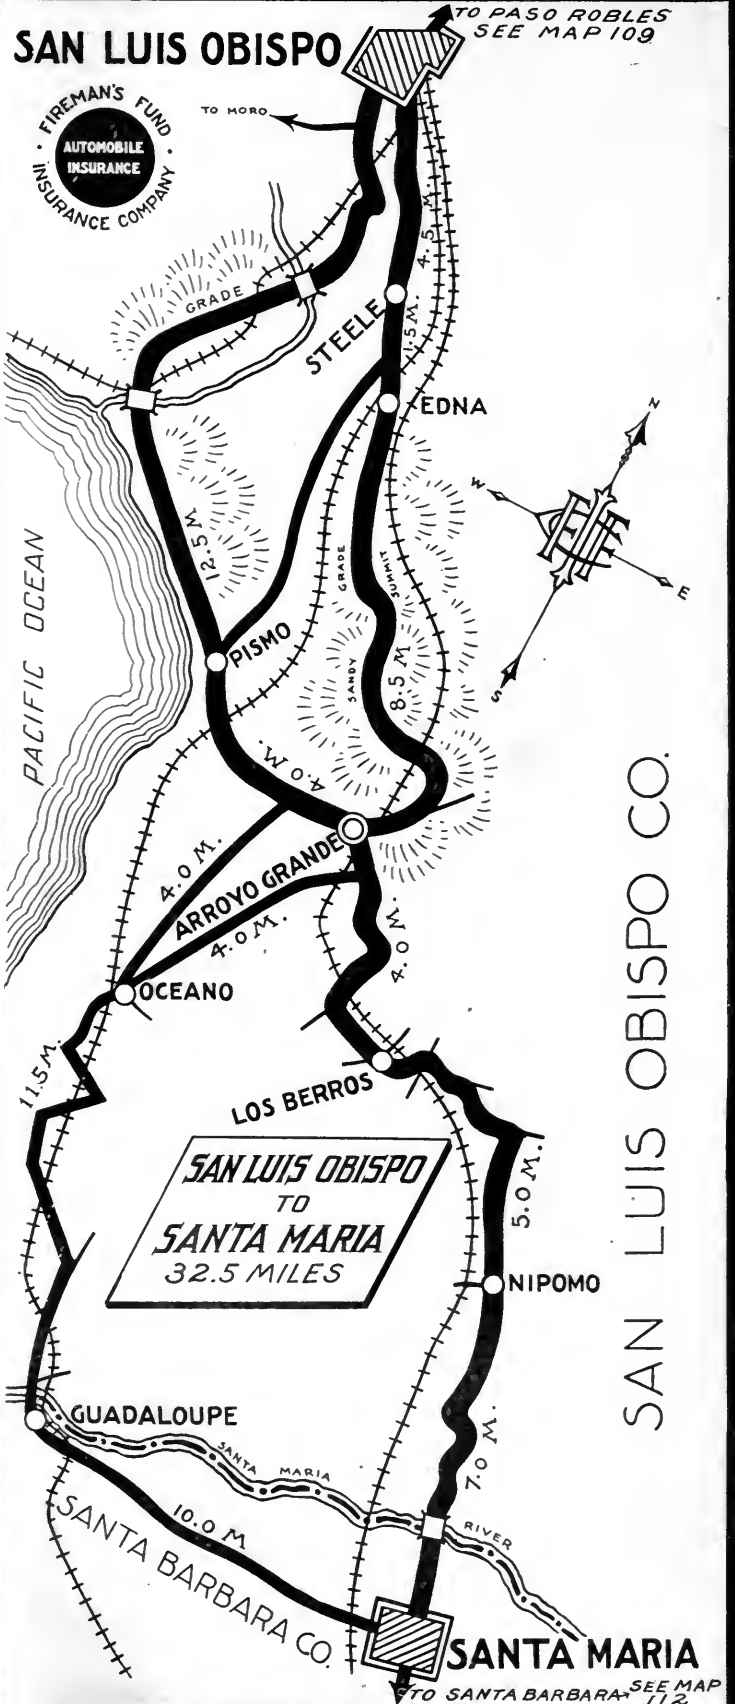 TO PASO ROBLES
SEE MAP 109
SAN LUIS OBISPO
FIREMAN'S FUND
INSURANCE COMPANY
AUTOMOBILE
INSURANCE
TO MORO
4.5 M.
GRADE
STEELE
1.5 M.
EDNA
N
W
E
S
12.5 M
GRADE
SUMMIT
PACIFIC OCEAN
PISMO
SANDY
8.5 M
4.0 M.
SAN LUIS OBISPO CO.
4.0 M.
ARROYO GRANDE
4.0 M.
4.0 M.
OCEANO
11.5 M.
LOS BERROS
SAN LUIS OBISPO
TO
SANTA MARIA
32.5 MILES
5.0 M.
NIPOMO
GUADALOUPE
SANTA MARIA RIVER
7.0 M.
10.0 M
SANTA BARBARA CO.
SANTA MARIA
TO SANTA BARBARA
SEE MAP
112